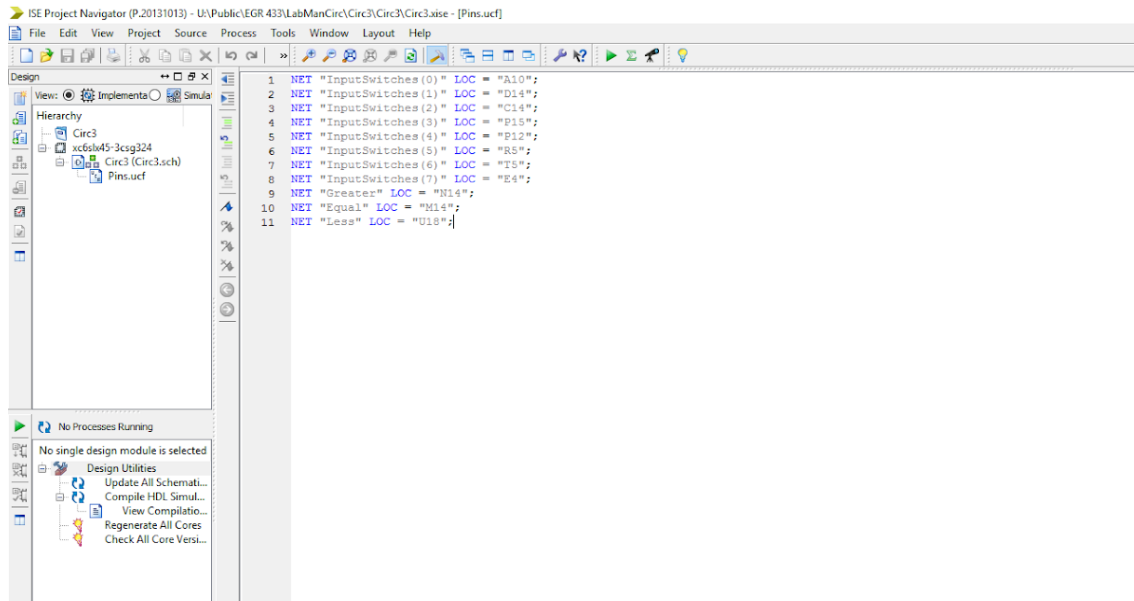 ISE Project Navigator (P.20131013) - U:\Public\EGR 433\LabManCirc\Circ3\Circ3\Circ3.xise - [Pins.ucf]
File Edit View Project Source Process Tools Window Layout Help
Design
View: Implementa Simula
Hierarchy
Circ3
xc6slx45-3csg324
Circ3 (Circ3.sch)
Pins.ucf
1 NET "InputSwitches(0)" LOC = "A10";
2 NET "InputSwitches(1)" LOC = "D14";
3 NET "InputSwitches(2)" LOC = "C14";
4 NET "InputSwitches(3)" LOC = "P15";
5 NET "InputSwitches(4)" LOC = "P12";
6 NET "InputSwitches(5)" LOC = "R5";
7 NET "InputSwitches(6)" LOC = "T5";
8 NET "InputSwitches(7)" LOC = "E4";
9 NET "Greater" LOC = "N14";
10 NET "Equal" LOC = "M14";
11 NET "Less" LOC = "U18";
No Processes Running
No single design module is selected
Design Utilities
Update All Schemati...
Compile HDL Simul...
View Compilatio...
Regenerate All Cores
Check All Core Versi...